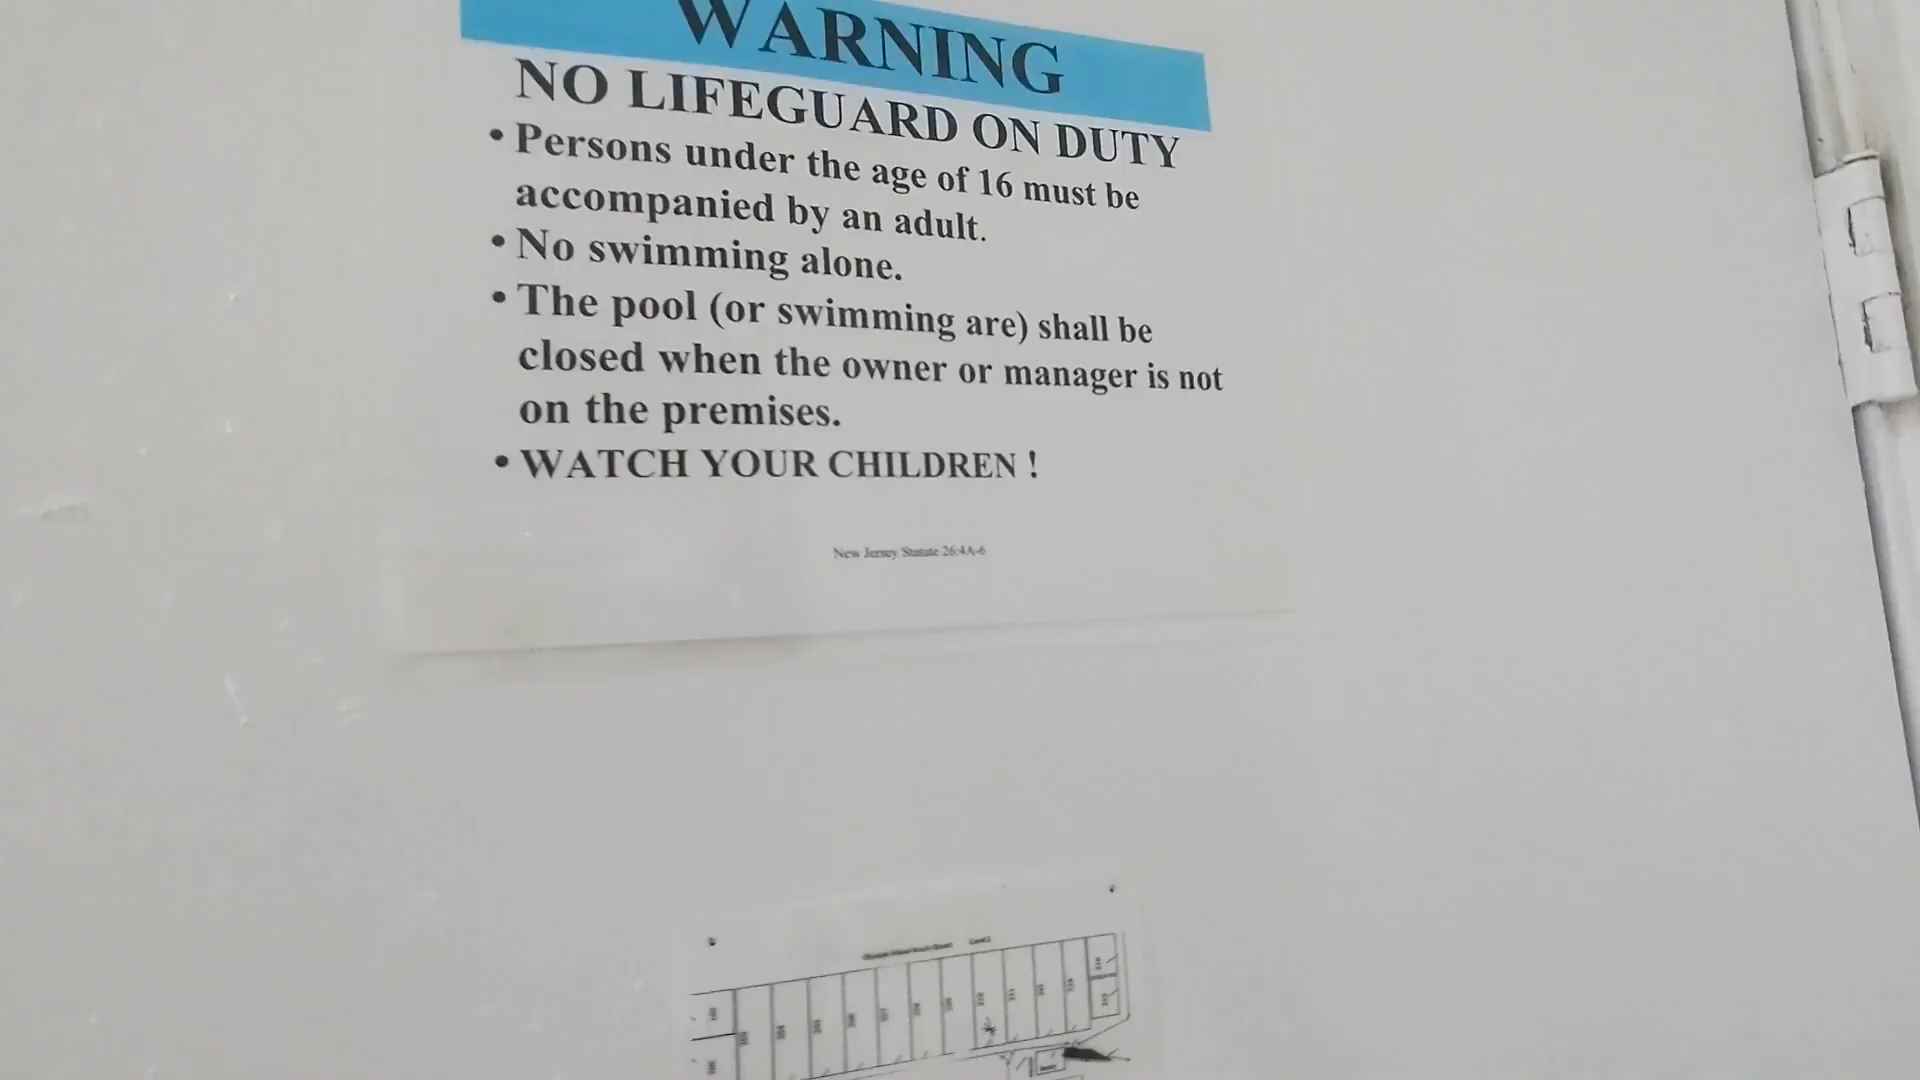 WARNING
NO LIFEGUARD ON DUTY
• Persons under the age of 16 must be
accompanied by an adult.
• No swimming alone.
• The pool (or swimming are) shall be
closed when the owner or manager is not
on the premises.
• WATCH YOUR CHILDREN !
New Jersey Statute 26:4A-6